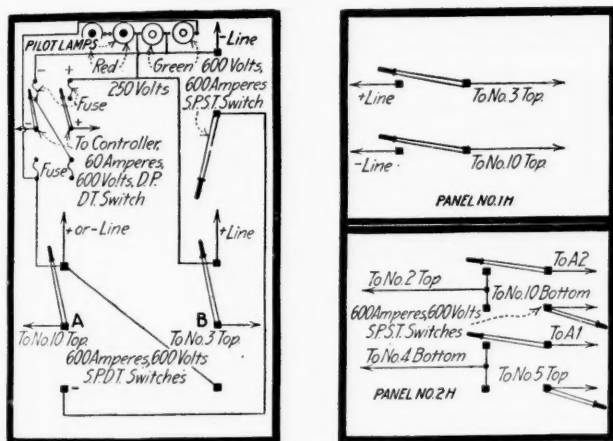 PILOT LAMPS
Red
Green
-Line
600 Volts,
600 Amperes
S.P.S.T. Switch
- +
250 Volts
Fuse
- +
To Controller,
60 Amperes,
600 Volts, D.P.
DT. Switch
Fuse
+or-Line
+Line
A
B
To No.10 Top.
To No.3 Top.
600 Amperes, 600 Volts
S.P.DT. Switches
-
+Line
To No.3 Top
-Line
To No.10 Top.
PANEL NO.1H
To A2
To No.2 Top
To No.10 Bottom
600 Amperes, 600 Volts
S.P.S.T. Switches
To A1
To No.4 Bottom
To No.5 Top
PANEL NO.2H